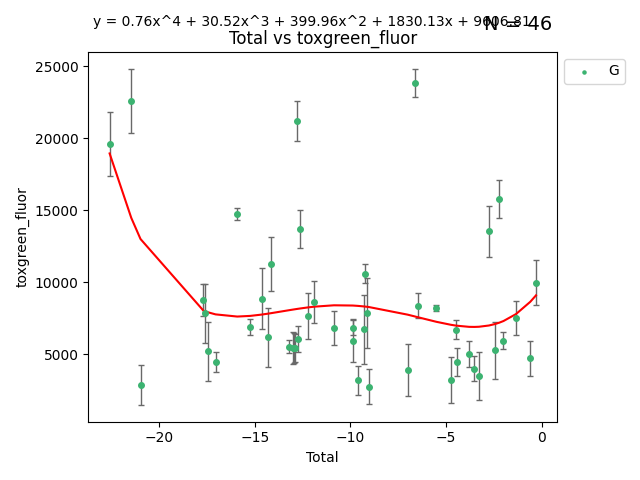 y = 0.76x^4 + 30.52x^3 + 399.96x^2 + 1830.13x + 9606.81
N = 46
Total vs toxgreen_fluor
G
25000
20000
15000
10000
5000
toxgreen_fluor
−20 −15 −10 −5 0
Total